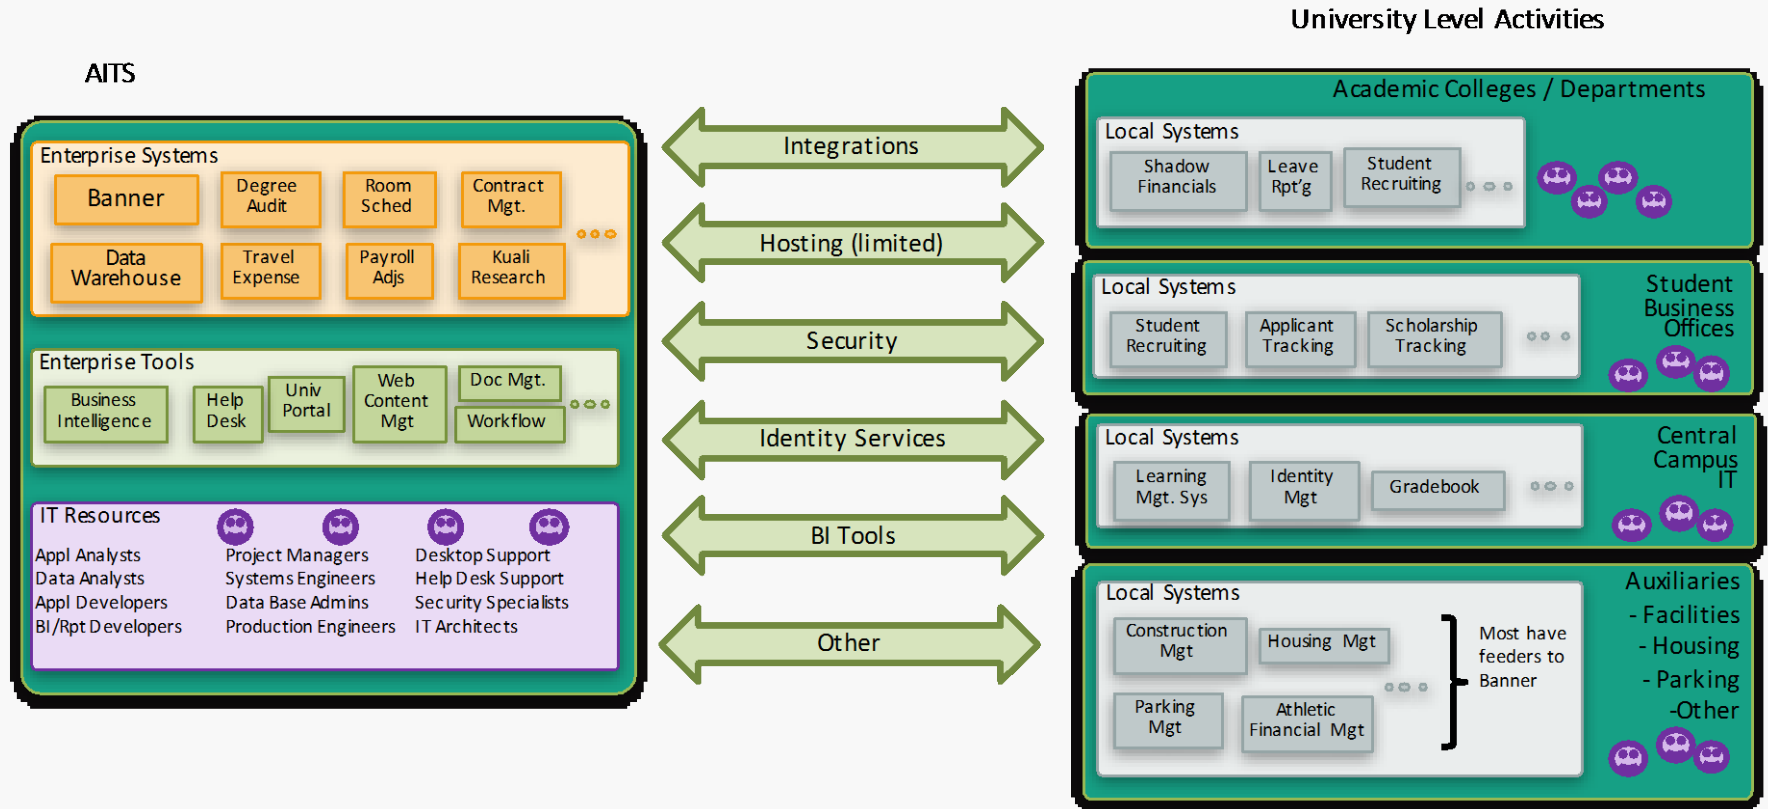 University Level Activities
AITS
Enterprise Systems
Banner
Degree
Audit
Room
Sched
Contract
Mgt.
Data
Warehouse
Travel
Expense
Payroll
Adjs
Kuali
Research
Enterprise Tools
Business
Intelligence
Help
Desk
Univ
Portal
Web
Content
Mgt
Doc Mgt.
Workflow
IT Resources
Appl Analysts
Data Analysts
Appl Developers
BI/Rpt Developers
Project Managers
Systems Engineers
Data Base Admins
Production Engineers
Desktop Support
Help Desk Support
Security Specialists
IT Architects
Integrations
Hosting (limited)
Security
Identity Services
BI Tools
Other
Academic Colleges / Departments
Local Systems
Shadow
Financials
Leave
Rpt'g
Student
Recruiting
Student
Business
Offices
Local Systems
Student
Recruiting
Applicant
Tracking
Scholarship
Tracking
Central
Campus
IT
Local Systems
Learning
Mgt. Sys
Identity
Mgt
Gradebook
Auxiliaries
- Facilities
- Housing
- Parking
-Other
Local Systems
Construction
Mgt
Housing Mgt
Parking
Mgt
Athletic
Financial Mgt
Most have
feeders to
Banner